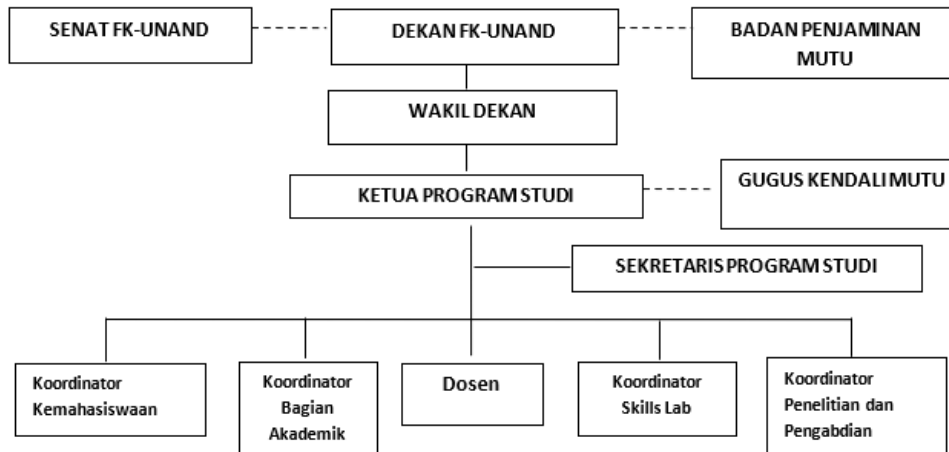 SENAT FK-UNAND
DEKAN FK-UNAND
BADAN PENJAMINAN
MUTU
WAKIL DEKAN
KETUA PROGRAM STUDI
GUGUS KENDALI MUTU
SEKRETARIS PROGRAM STUDI
Koordinator
Kemahasiswaan
Koordinator
Bagian
Akademik
Dosen
Koordinator
Skills Lab
Koordinator
Penelitian dan
Pengabdian